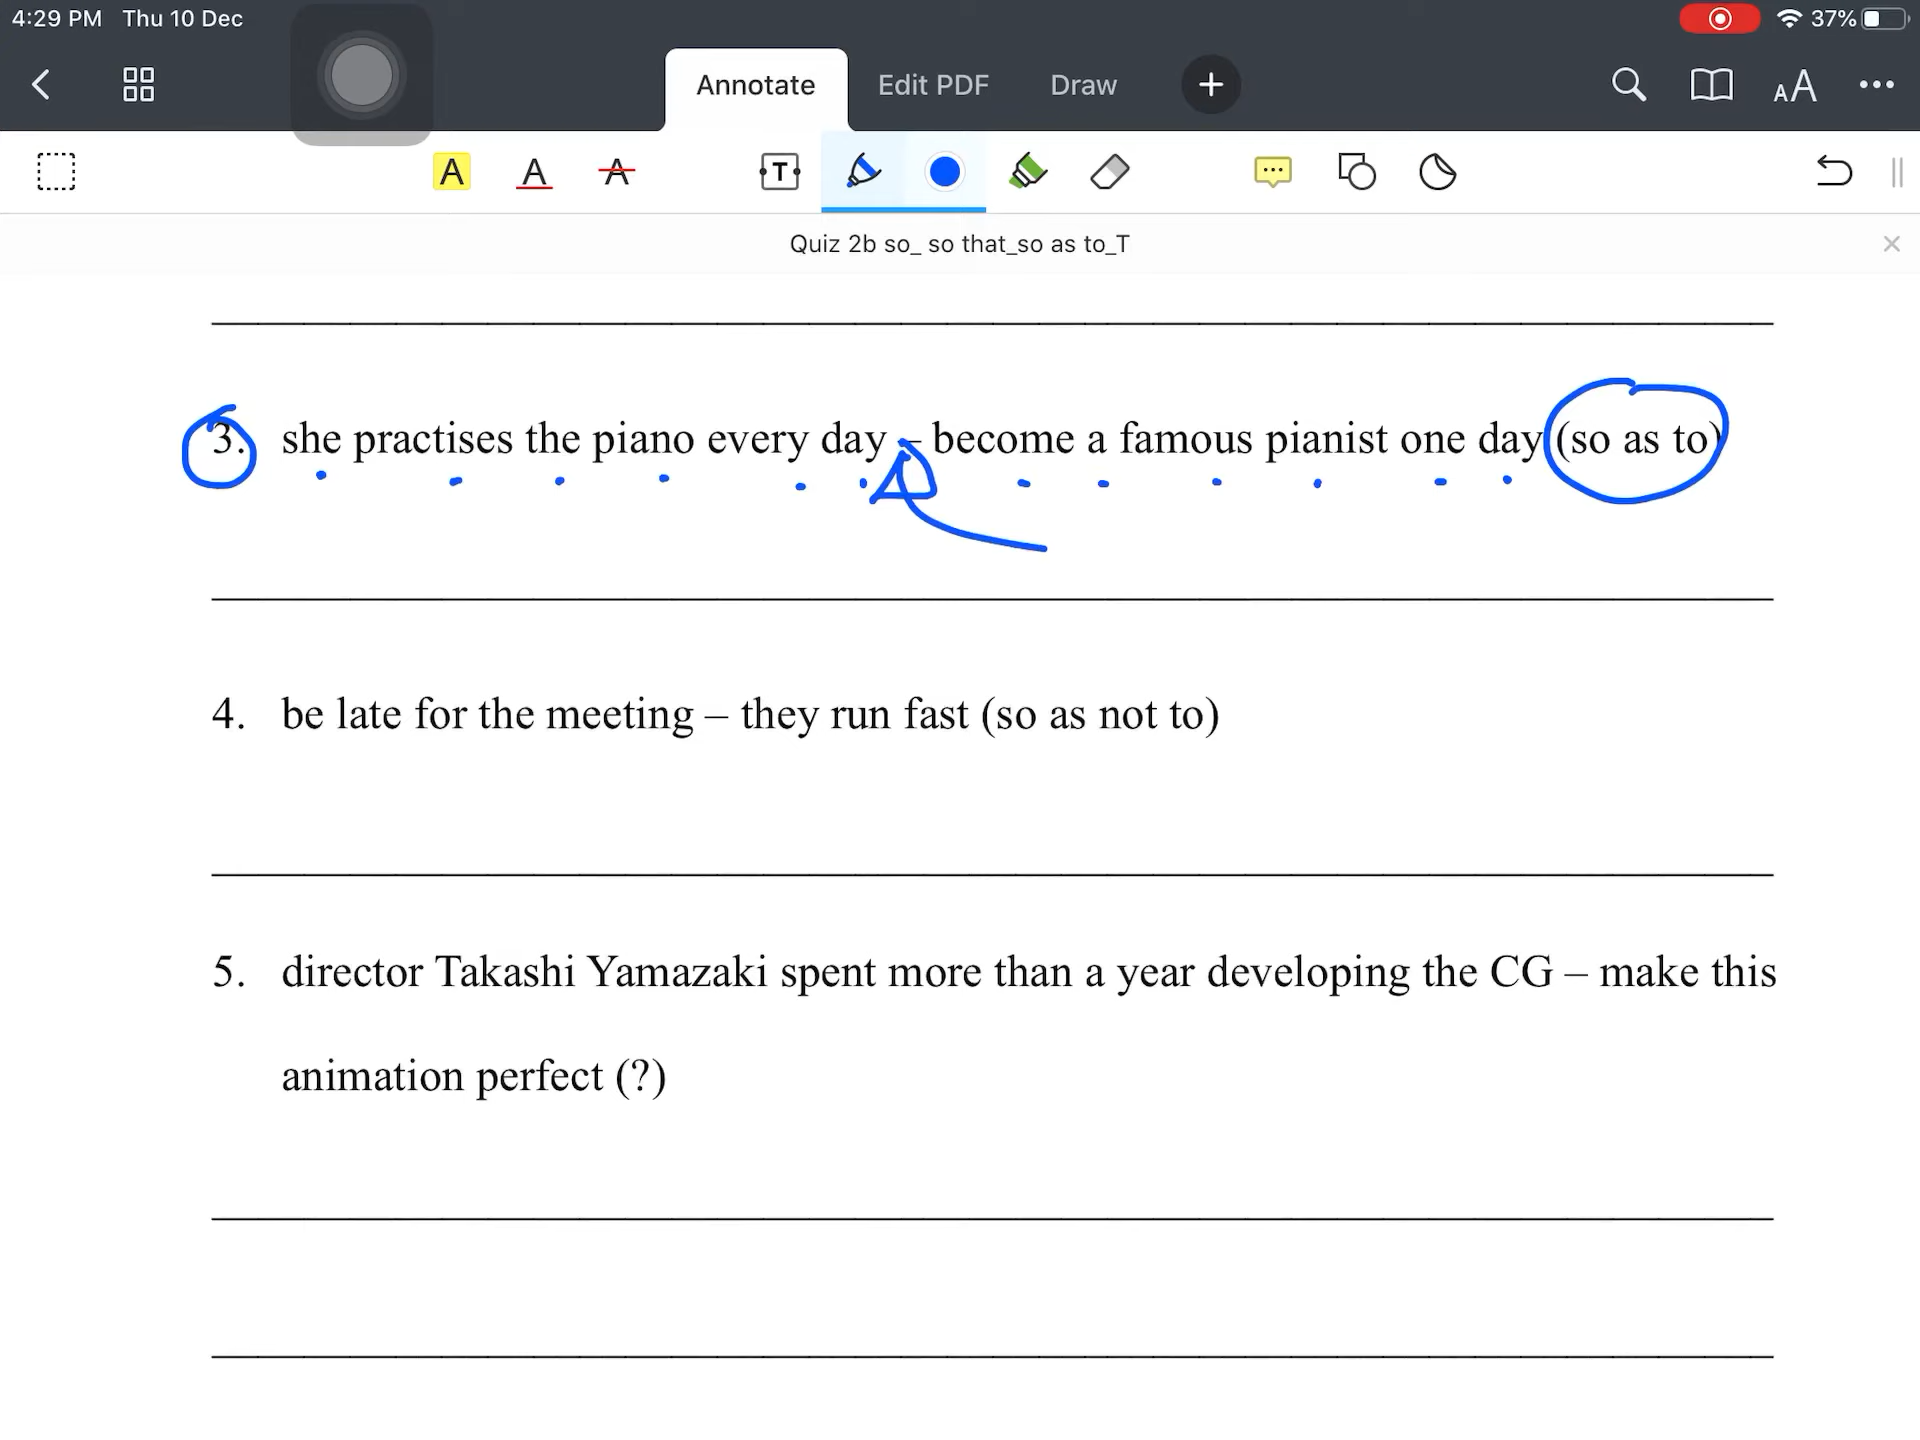 4:29 PM Thu 10 Dec
37%
Annotate Edit PDF Draw
AA
A A A T
Quiz 2b so_ so that_so as to_T
3. she practises the piano every day – become a famous pianist one day (so as to)
4. be late for the meeting – they run fast (so as not to)
5. director Takashi Yamazaki spent more than a year developing the CG – make this
animation perfect (?)